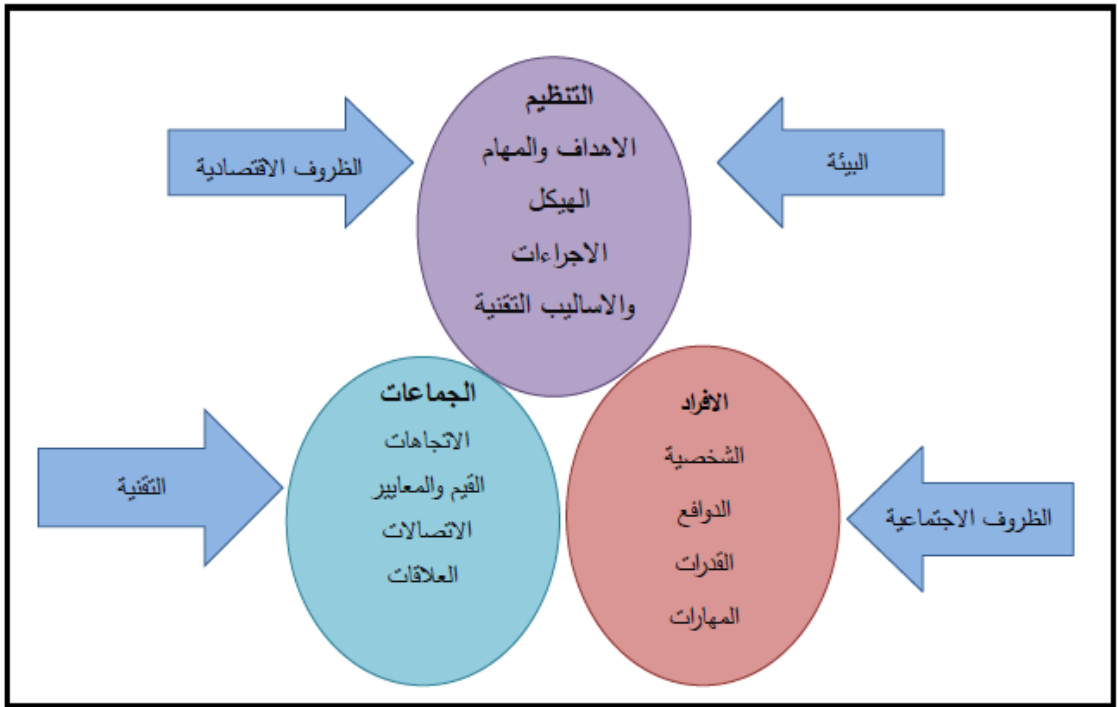 التنظيم
الاهداف والمهام
الهيكل
الاجراءات
والاساليب التقنية
البيئة
الظروف الاقتصادية
الافراد
الشخصية
الدوافع
القدرات
المهارات
الجماعات
الاتجاهات
القيم والمعايير
الاتصالات
العلاقات
الظروف الاجتماعية
التقنية